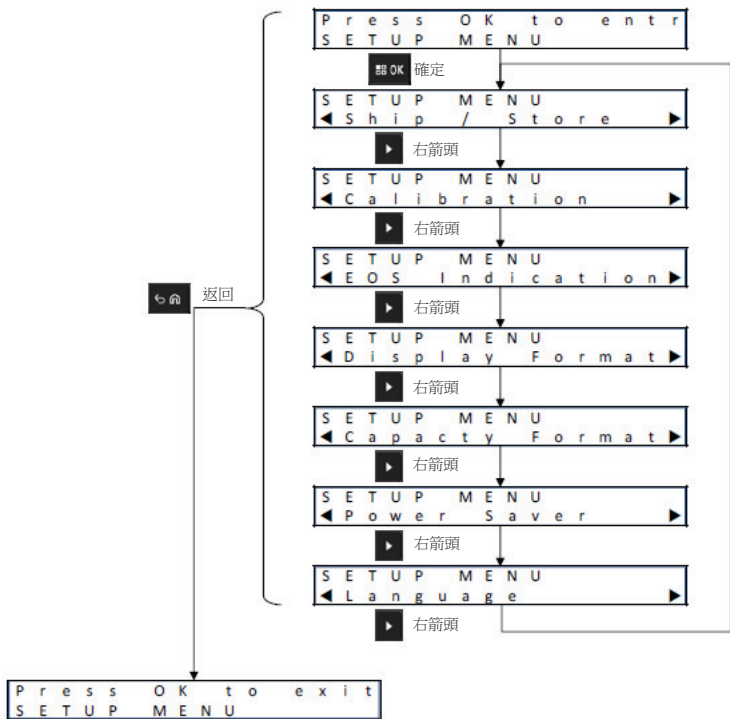 Press OK to entr
SETUP MENU
OK 確定
SETUP MENU
◀Ship / Store ▶
右箭頭
SETUP MENU
◀Calibration ▶
右箭頭
SETUP MENU
◀EOS Indication▶
右箭頭
返回
SETUP MENU
◀Display Format▶
右箭頭
SETUP MENU
◀Capacty Format▶
右箭頭
SETUP MENU
◀Power Saver ▶
右箭頭
SETUP MENU
◀Language ▶
右箭頭
Press OK to exit
SETUP MENU